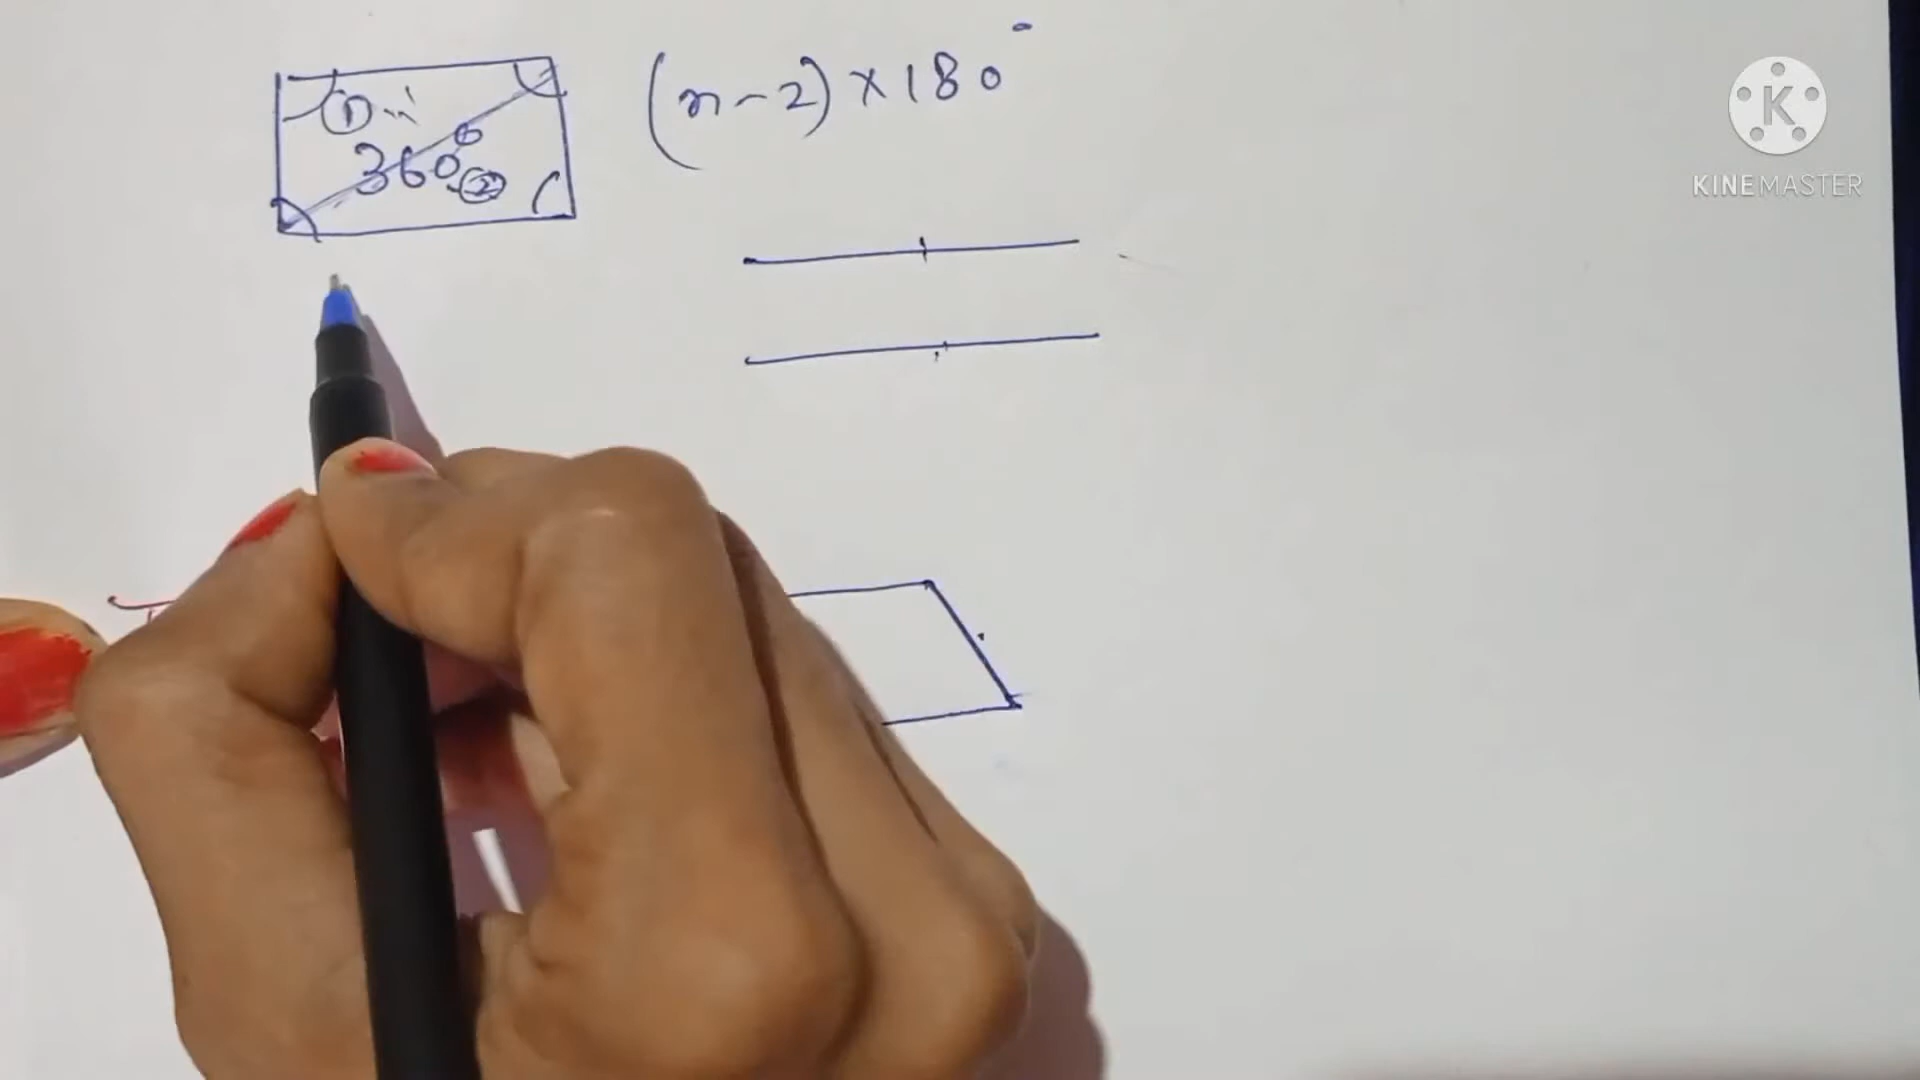 (n-2)×180°
①
360°
②
K
KINEMASTER